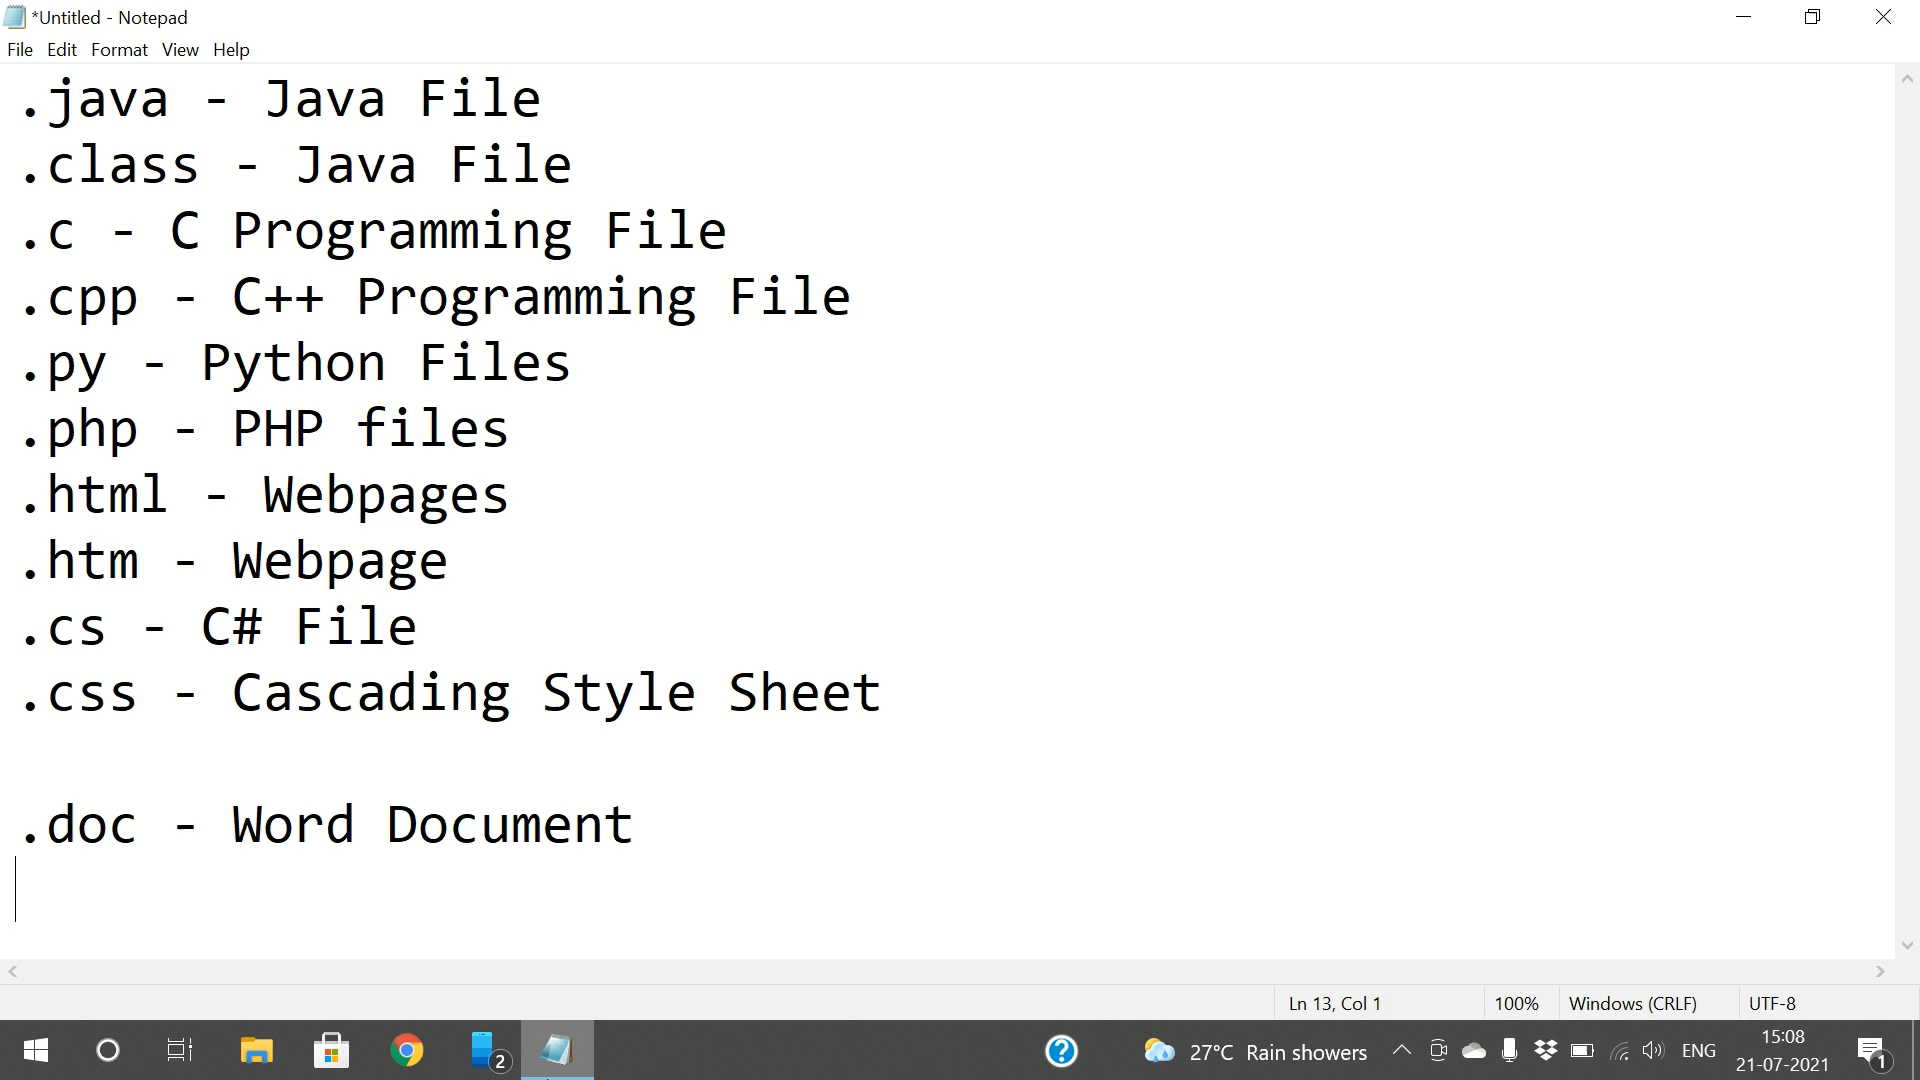 *Untitled - Notepad
File Edit Format View Help
.java - Java File
.class - Java File
.c - C Programming File
.cpp - C++ Programming File
.py - Python Files
.php - PHP files
.html - Webpages
.htm - Webpage
.cs - C# File
.css - Cascading Style Sheet
.doc - Word Document
Ln 13, Col 1 100% Windows (CRLF) UTF-8
2 ? 27°C Rain showers ENG 15:08 1
21-07-2021